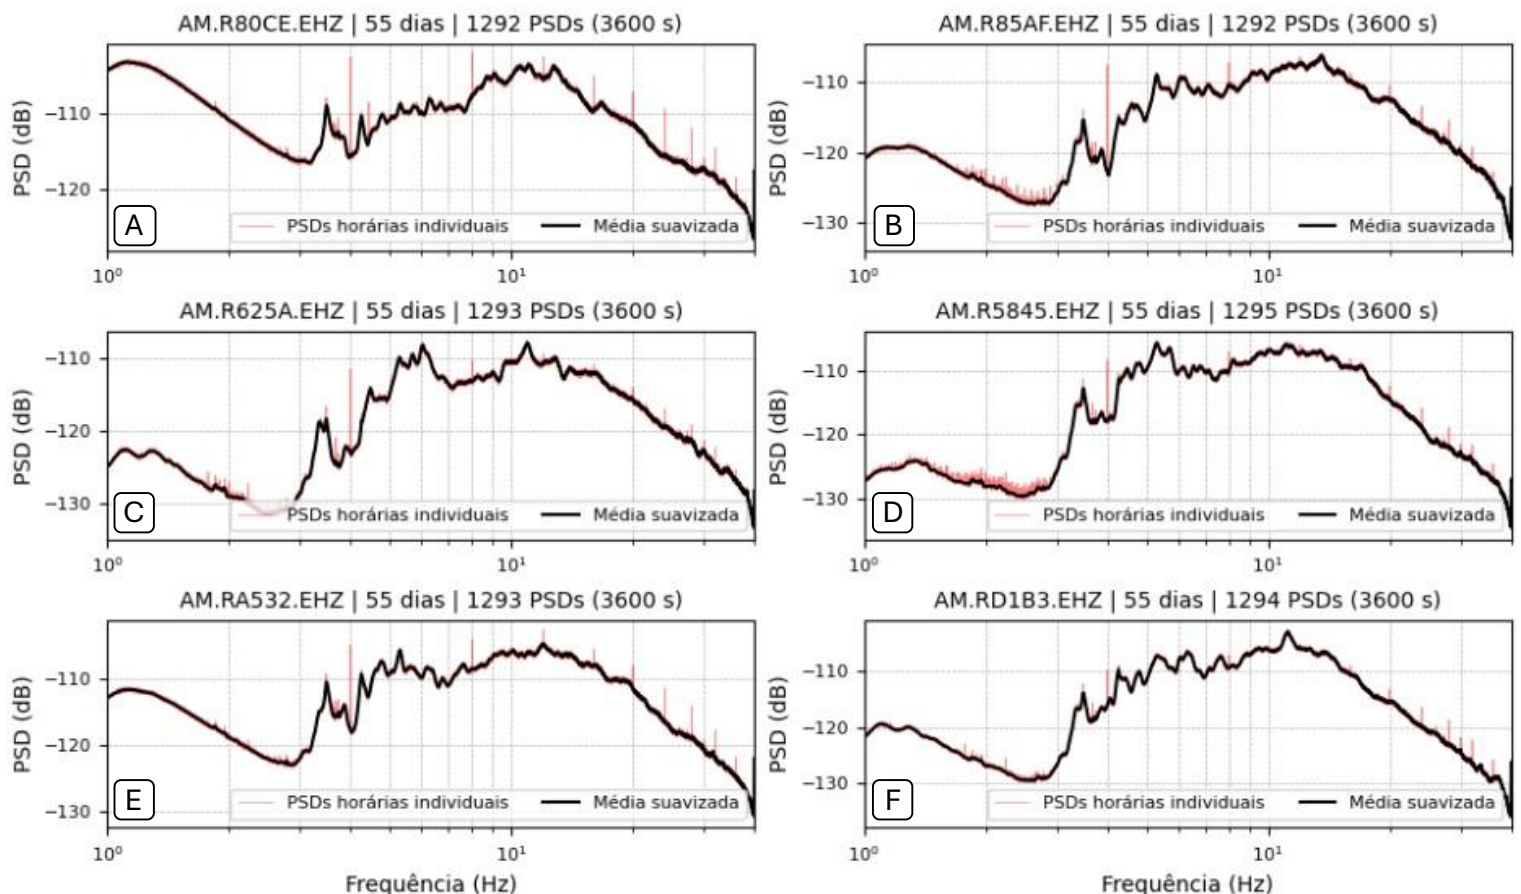 AM.R80CE.EHZ | 55 dias | 1292 PSDs (3600 s)
PSD (dB)
−110
−120
A
PSDs horárias individuais
Média suavizada
10⁰
10¹
AM.R85AF.EHZ | 55 dias | 1292 PSDs (3600 s)
PSD (dB)
−110
−120
−130
B
PSDs horárias individuais
Média suavizada
10⁰
10¹
AM.R625A.EHZ | 55 dias | 1293 PSDs (3600 s)
PSD (dB)
−110
−120
−130
C
PSDs horárias individuais
Média suavizada
10⁰
10¹
AM.R5845.EHZ | 55 dias | 1295 PSDs (3600 s)
PSD (dB)
−110
−120
−130
D
PSDs horárias individuais
Média suavizada
10⁰
10¹
AM.RA532.EHZ | 55 dias | 1293 PSDs (3600 s)
PSD (dB)
−110
−120
−130
E
PSDs horárias individuais
Média suavizada
10⁰
10¹
Frequência (Hz)
AM.RD1B3.EHZ | 55 dias | 1294 PSDs (3600 s)
PSD (dB)
−110
−120
−130
F
PSDs horárias individuais
Média suavizada
10⁰
10¹
Frequência (Hz)